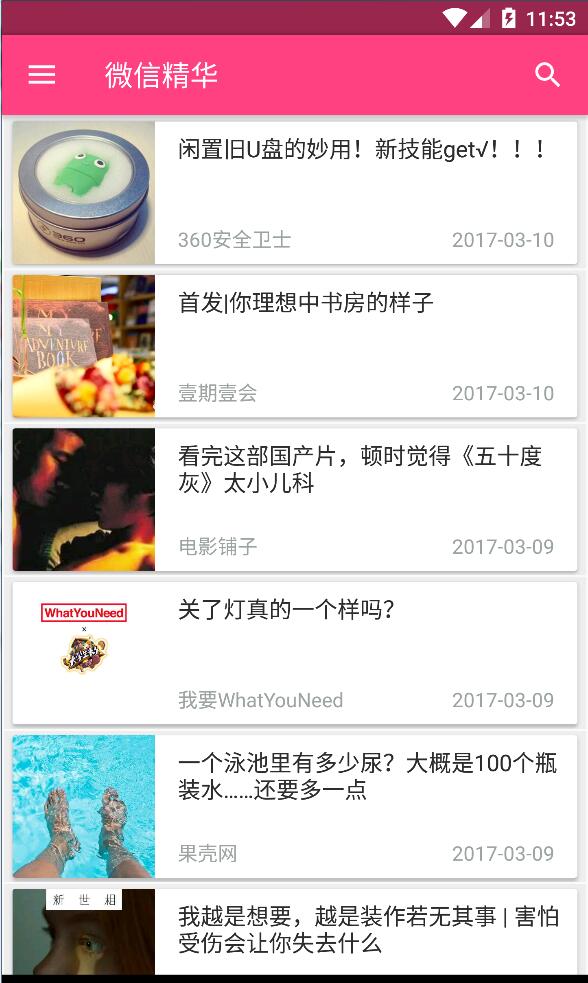 11:53
微信精华
闲置旧U盘的妙用！新技能get√！！！
360
360安全卫士
2017-03-10
首发|你理想中书房的样子
MY
ADVENTURE
BOOK
壹期壹会
2017-03-10
看完这部国产片，顿时觉得《五十度
灰》太小儿科
电影铺子
2017-03-09
关了灯真的一个样吗？
WhatYouNeed
x
我要WhatYouNeed
2017-03-09
一个泳池里有多少尿？大概是100个瓶
装水……还要多一点
果壳网
2017-03-09
新 世 相
我越是想要，越是装作若无其事 | 害怕
受伤会让你失去什么